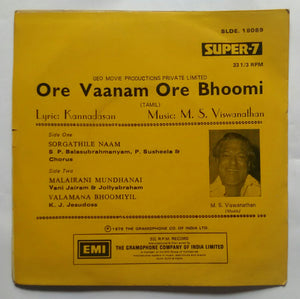 SLDE. 18089
SUPER-7
33 1/3 RPM
GEO MOVIE PRODUCTIONS PRIVATE LIMITED
Ore Vaanam Ore Bhoomi
(TAMIL)
Lyric: Kannadasan Music: M. S. Viswanathan
Side One
SORGATHILE NAAM
S P. Balasubrahmanyam, P. Susheela &
Chorus
Side Two
MALAIRANI MUNDHANAI
Vani Jairam & Jollyabraham
VALAMANA BHOOMIYIL
K. J. Jesudoss
M. S. Viswanathan
(Music)
℗ 1979 THE GRAMOPHONE CO. OF INDIA LTD.
EMI
THE GRAMOPHONE COMPANY OF INDIA LIMITED